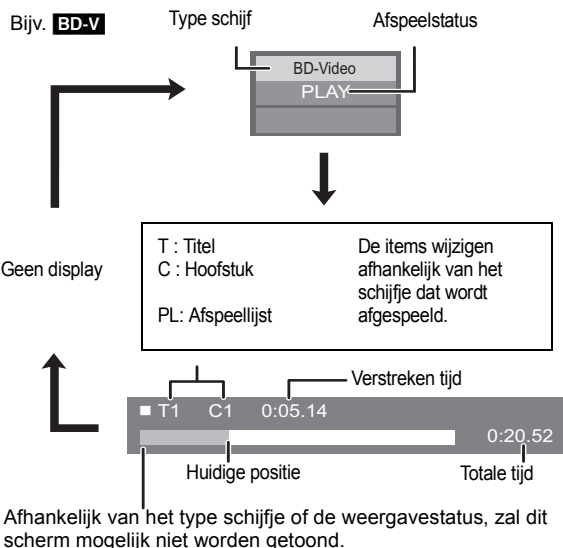 Bijv. BD-V
Type schijf
Afspeelstatus
BD-Video
PLAY
Geen display
T : Titel
C : Hoofstuk
PL: Afspeellijst
De items wijzigen
afhankelijk van het
schijfje dat wordt
afgespeeld.
Verstreken tijd
T1 C1 0:05.14
0:20.52
Huidige positie
Totale tijd
Afhankelijk van het type schijfje of de weergavestatus, zal dit
scherm mogelijk niet worden getoond.